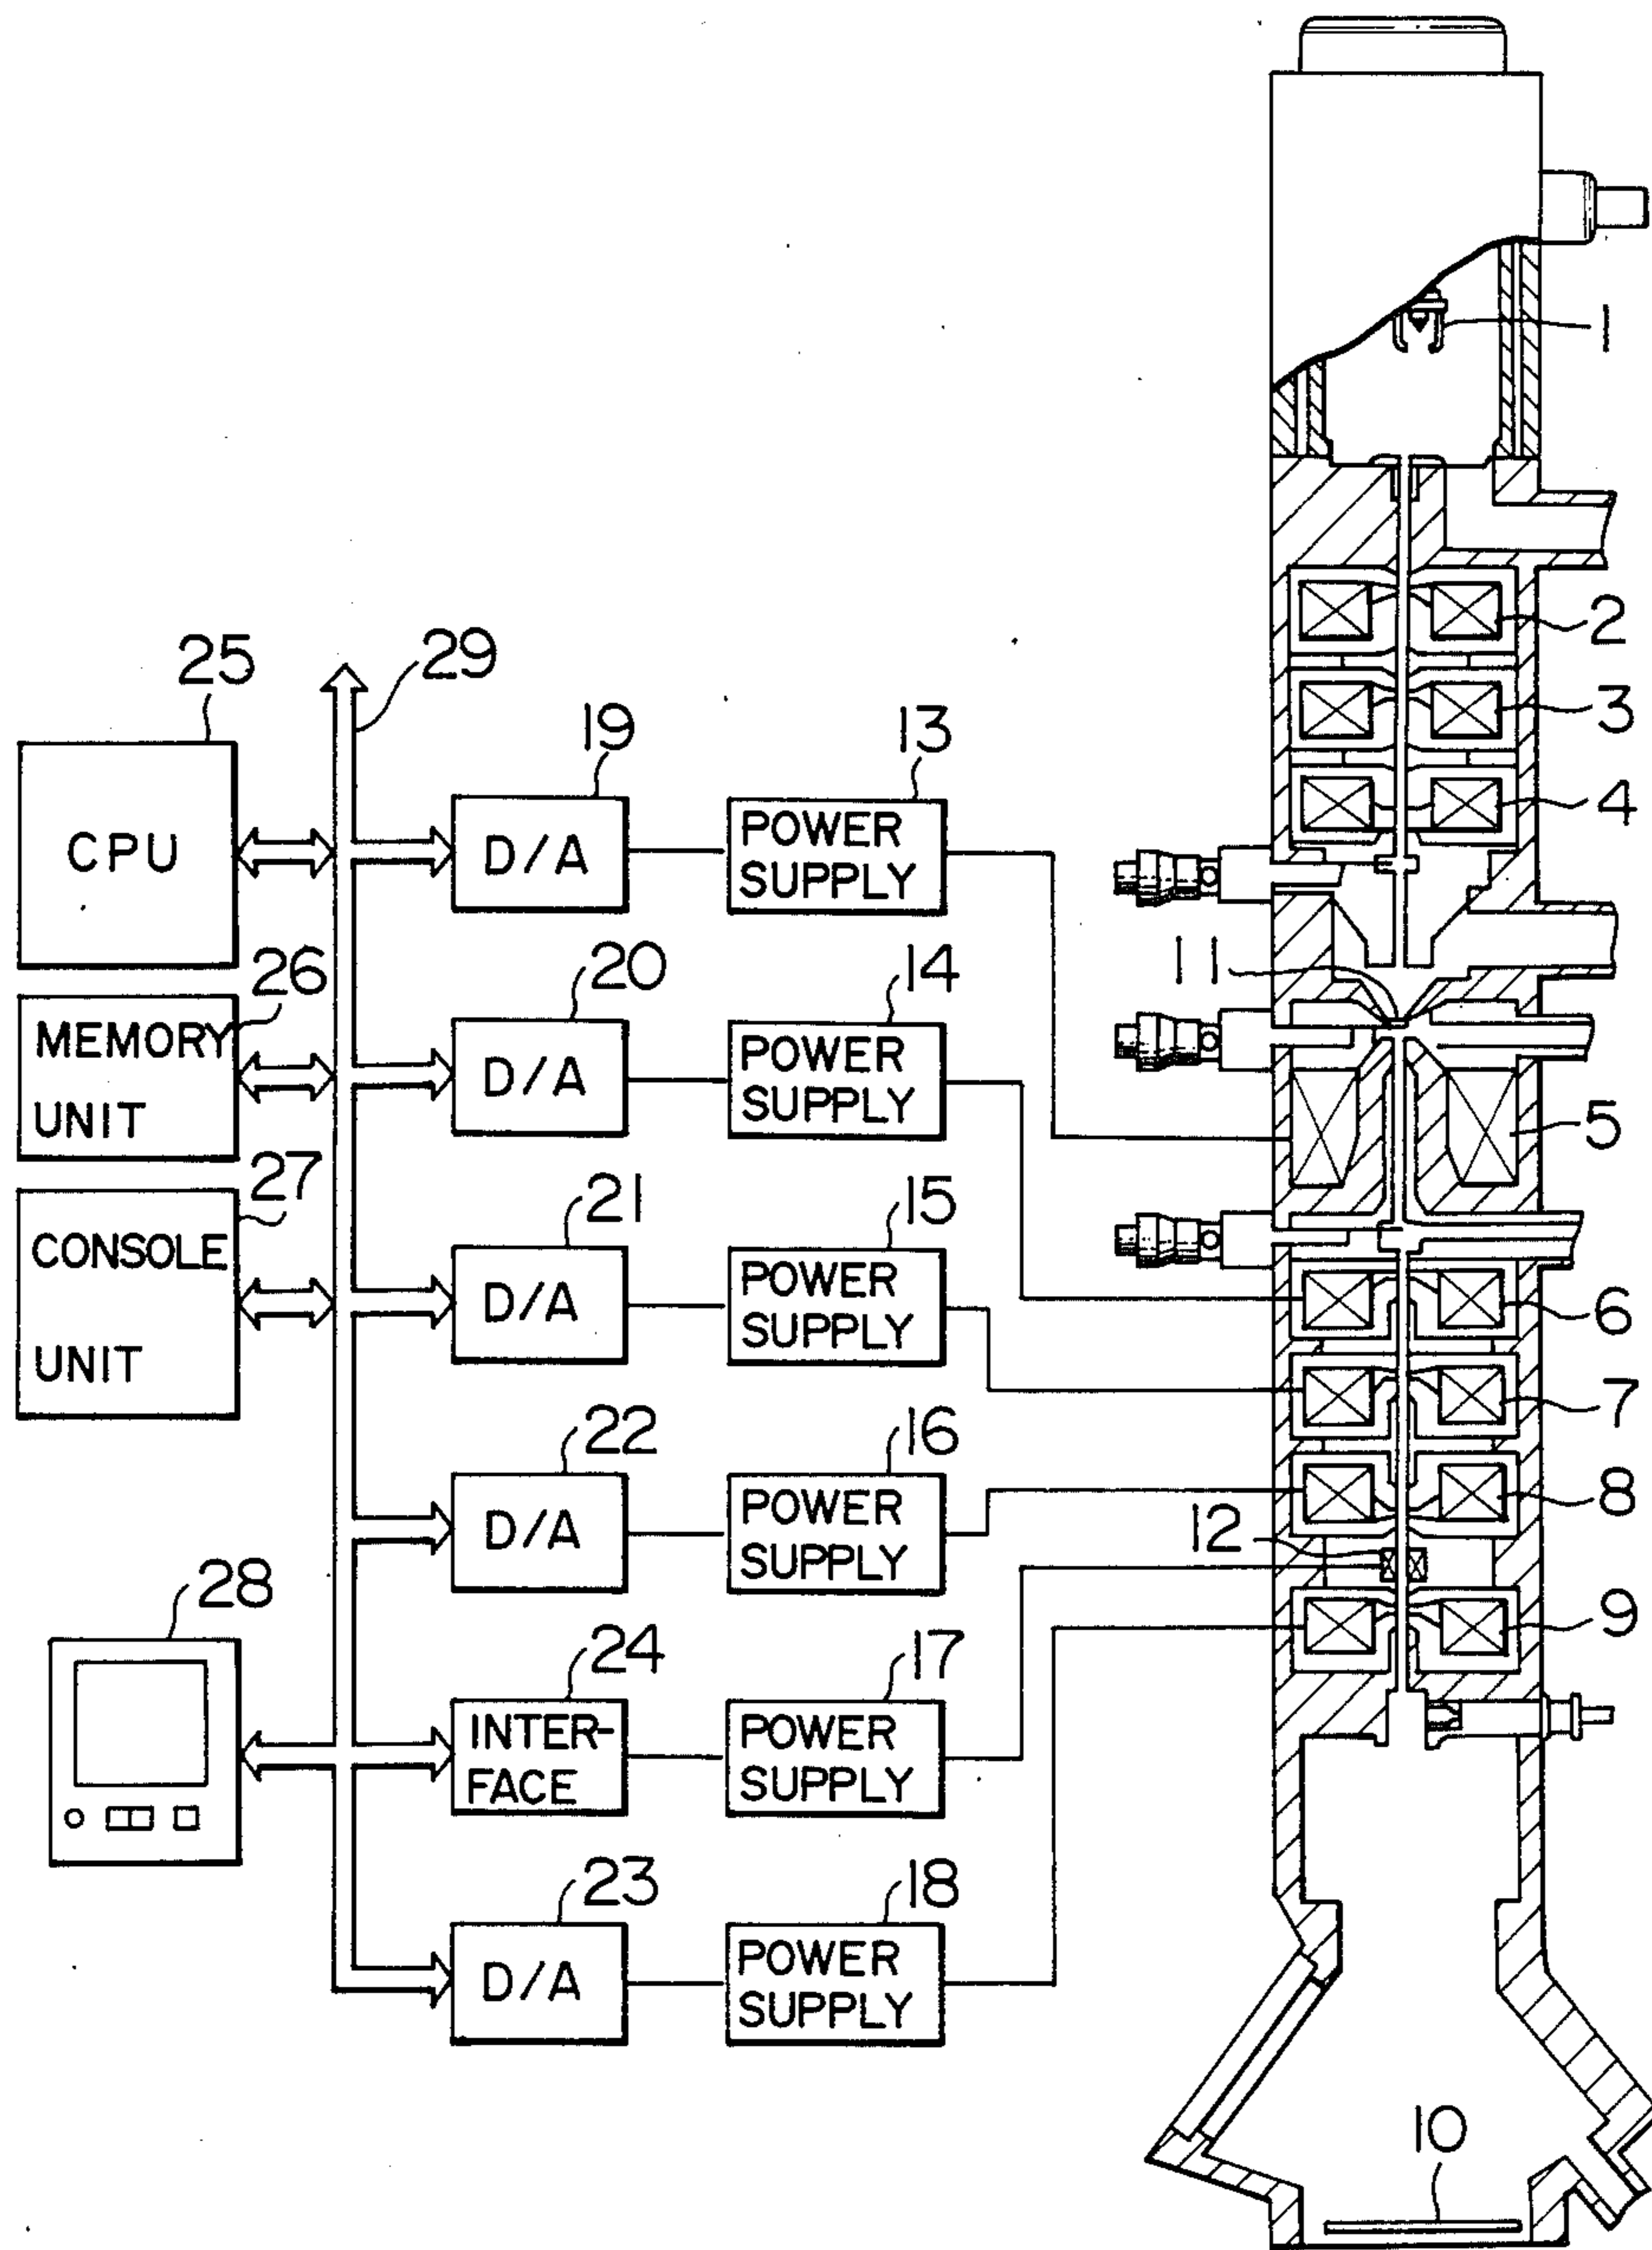 1
2
3
4
11
5
6
7
8
12
9
10
25
CPU
29
19
D/A
13
POWER
SUPPLY
26
MEMORY
UNIT
20
D/A
14
POWER
SUPPLY
27
CONSOLE
UNIT
21
D/A
15
POWER
SUPPLY
22
D/A
16
POWER
SUPPLY
28
24
INTER-
FACE
17
POWER
SUPPLY
23
D/A
18
POWER
SUPPLY